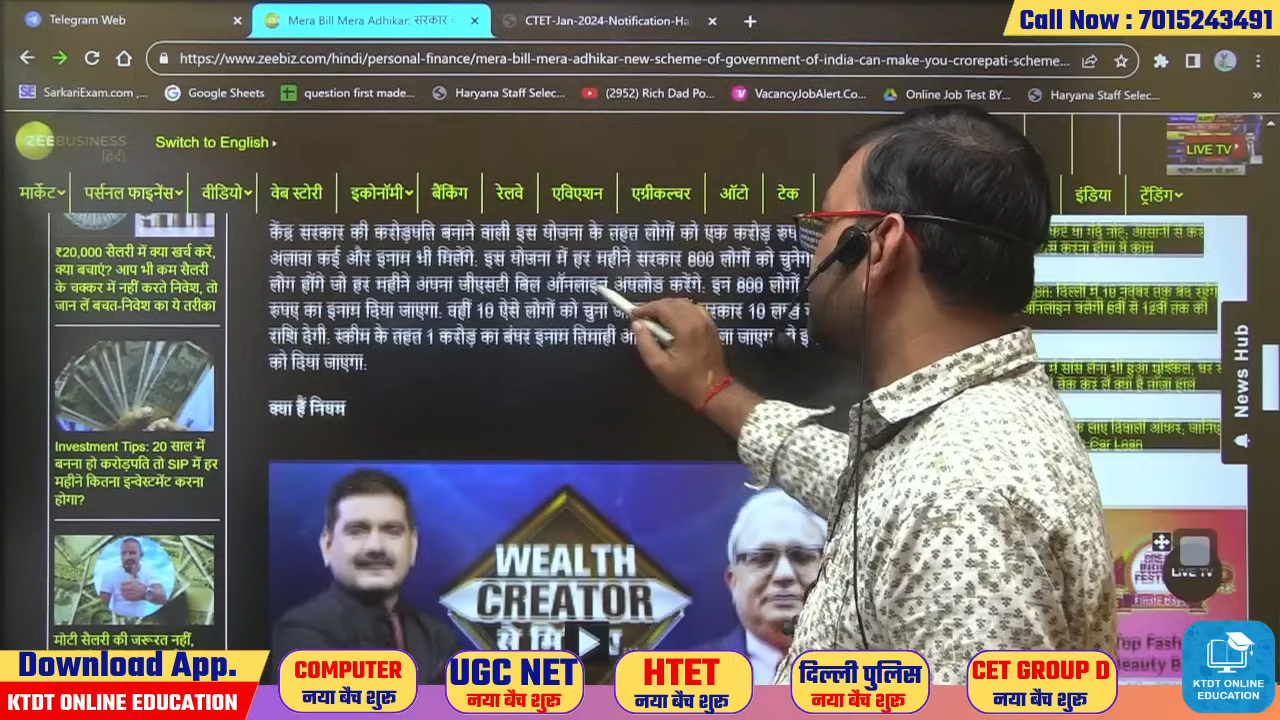 Telegram Web
Mera Bill Mera Adhikar: सरकार
CTET-Jan-2024-Notification-Ha
Call Now : 7015243491
https://www.zeebiz.com/hindi/personal-finance/mera-bill-mera-adhikar-new-scheme-of-government-of-india-can-make-you-crorepati-scheme...
SarkariExam.com ,...
Google Sheets
question first made...
Haryana Staff Selec...
(2952) Rich Dad Po...
VacancyJobAlert.Co...
Online Job Test BY...
Haryana Staff Selec...
ZEEBUSINESS
हिंदी
Switch to English
LIVE TV
मार्केट
पर्सनल फाइनेंस
वीडियो
वेब स्टोरी
इकोनॉमी
बैंकिंग
रेलवे
एविएशन
एग्रीकल्चर
ऑटो
टेक
इंडिया
ट्रेंडिंग
₹20,000 सैलरी में क्या खर्च करें,
क्या बचाएं? आप भी कम सैलरी
के चक्कर में नहीं करते निवेश, तो
जान लें बचत-निवेश का ये तरीका
Investment Tips: 20 साल में
बनना हो करोड़पति तो SIP में हर
महीने कितना इन्वेस्टमेंट करना
होगा?
मोटी सैलरी की जरूरत नहीं,
केंद्र सरकार की करोड़पति बनाने वाली इस योजना के तहत लोगों को एक करोड़
अलावा कई और इनाम भी मिलेंगे. इस योजना में हर महीने सरकार 800 लोगों को चुनेग
लोग होंगे जो हर महीने अपना जीएसटी बिल ऑनलाइन अपलोड करेंगे. इन 800 लोगों
रुपए का इनाम दिया जाएगा. वहीं 10 ऐसे लोगों को चुना सरकार 10
राशि देगी. स्कीम के तहत 1 करोड़ का बंपर इनाम तिमाही
को दिया जाएगा.
क्या हैं नियम
WEALTH
CREATOR
से
News Hub
Car Loan
LIVE TV
Top Fash
Beauty B
Download App.
KTDT ONLINE EDUCATION
COMPUTER
नया बैच शुरू
UGC NET
नया बैच शुरू
HTET
नया बैच शुरू
दिल्ली पुलिस
नया बैच शुरू
CET GROUP D
नया बैच शुरू
KTDT ONLINE
EDUCATION